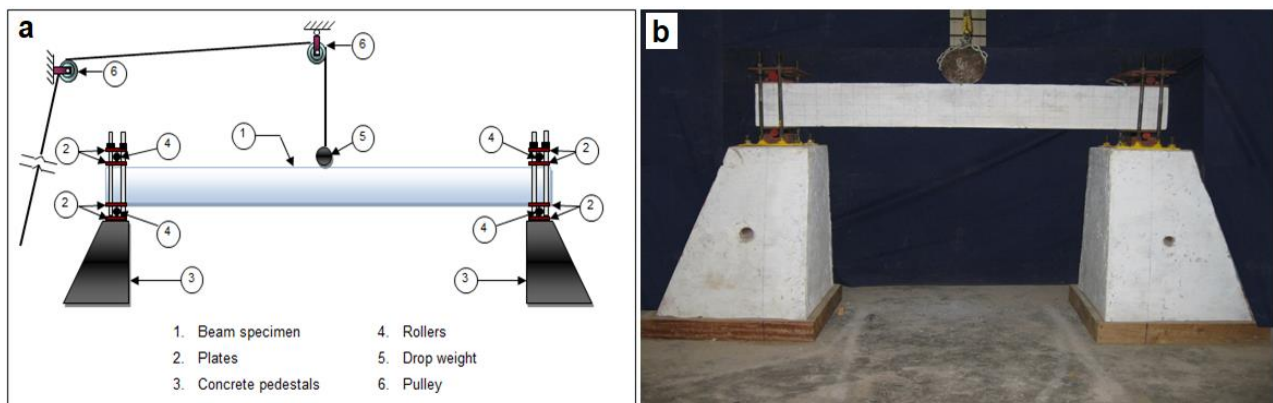 a
6
6
1
5
2
4
4
2
2
4
4
2
3
3
1. Beam specimen
2. Plates
3. Concrete pedestals
4. Rollers
5. Drop weight
6. Pulley
b